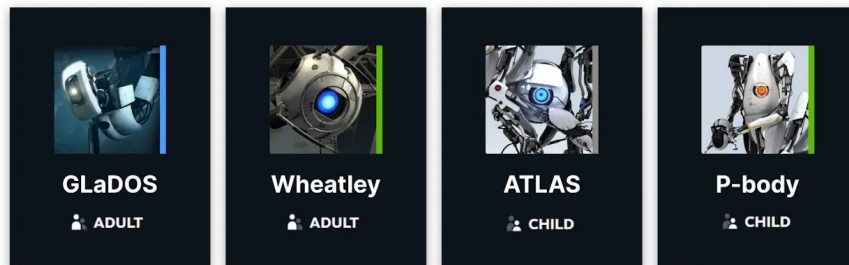 GLaDOS
ADULT
Wheatley
ADULT
ATLAS
CHILD
P-body
CHILD